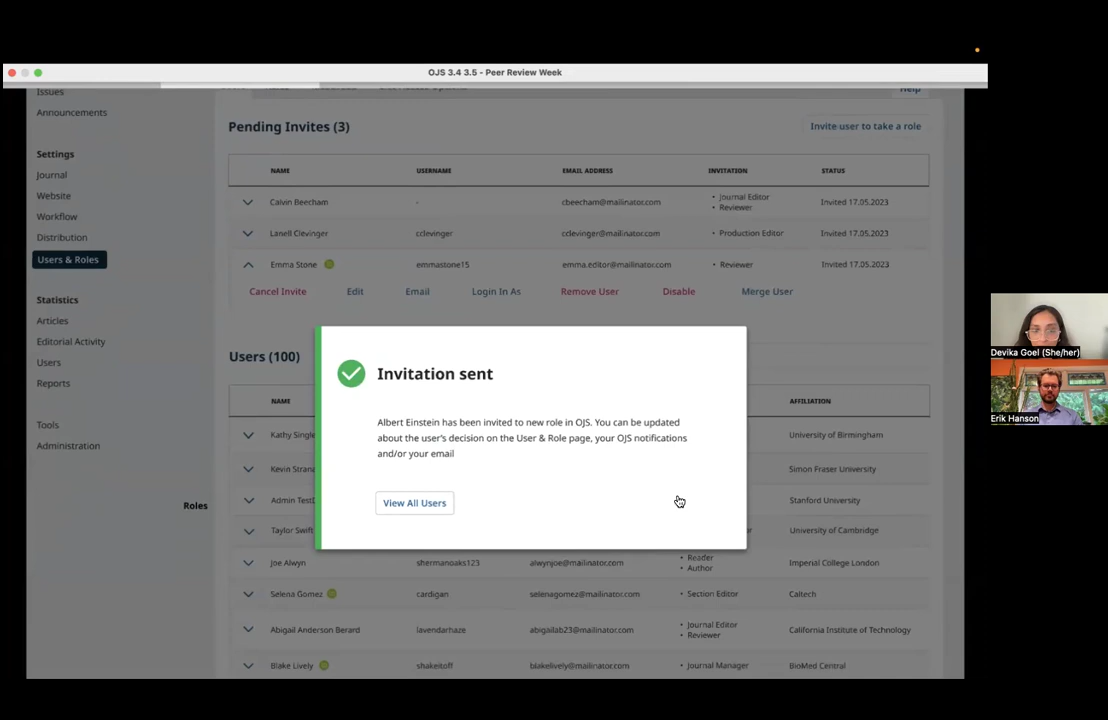 OJS 3.4 3.5 - Peer Review Week
Issues
Help
Announcements
Pending Invites (3)
Invite user to take a role
Settings
Journal
Website
Workflow
Distribution
Users & Roles
Statistics
Articles
Editorial Activity
Users
Reports
Tools
Administration
Roles
NAME USERNAME EMAIL ADDRESS INVITATION STATUS
Calvin Beecham - cbeecham@mailinator.com • Journal Editor Invited 17.05.2023
• Reviewer
Lanell Clevinger cclevinger cclevinger@mailinator.com • Production Editor Invited 17.05.2023
Emma Stone emmastone15 emma.editor@mailinator.com • Reviewer Invited 17.05.2023
Cancel Invite Edit Email Login In As Remove User Disable Merge User
Users (100)
NAME AFFILIATION
Kathy Single University of Birmingham
Kevin Stran Simon Fraser University
Admin Test Stanford University
Taylor Swift University of Cambridge
Joe Alwyn shermanoaks123 alwynjoe@mailinator.com • Reader Imperial College London
• Author
Selena Gomez cardigan selenagomez@mailinator.com • Section Editor Caltech
Abigail Anderson Berard lavendarhaze abigailab23@mailinator.com • Journal Editor California Institute of Technology
• Reviewer
Blake Lively shakeitoff blakelively@mailinator.com • Journal Manager BioMed Central
Invitation sent
Albert Einstein has been invited to new role in OJS. You can be updated
about the user's decision on the User & Role page, your OJS notifications
and/or your email
View All Users
Devika Goel (She/her)
Erik Hanson